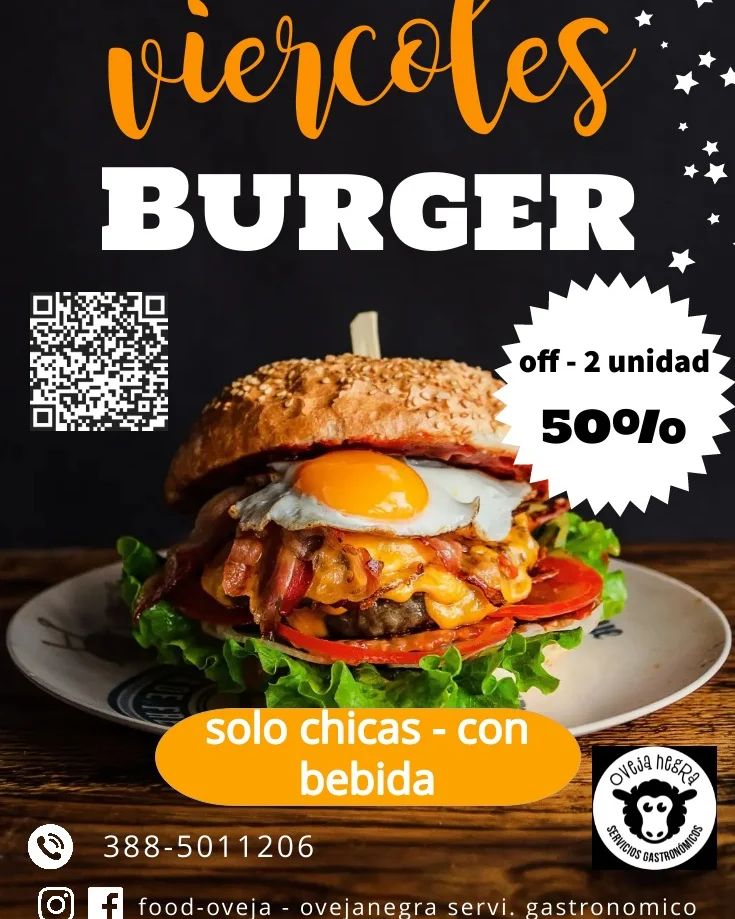 viercoles
BURGER
off - 2 unidad
50%
solo chicas - con
bebida
oveja negra
SERVICIOS GASTRONÓMICOS
388-5011206
food-oveja - ovejanegra servi. gastronomico